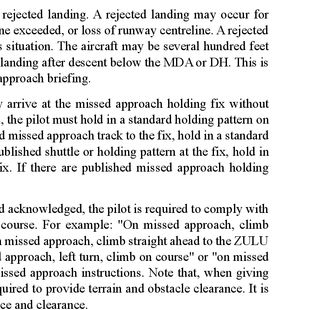 rejected landing. A rejected landing may occur for
ne exceeded, or loss of runway centreline. A rejected
s situation. The aircraft may be several hundred feet
landing after descent below the MDA or DH. This is
approach briefing.
y arrive at the missed approach holding fix without
, the pilot must hold in a standard holding pattern on
d missed approach track to the fix, hold in a standard
ublished shuttle or holding pattern at the fix, hold in
ix. If there are published missed approach holding
d acknowledged, the pilot is required to comply with
course. For example: "On missed approach, climb
n missed approach, climb straight ahead to the ZULU
d approach, left turn, climb on course" or "on missed
issed approach instructions. Note that, when giving
quired to provide terrain and obstacle clearance. It is
ce and clearance.